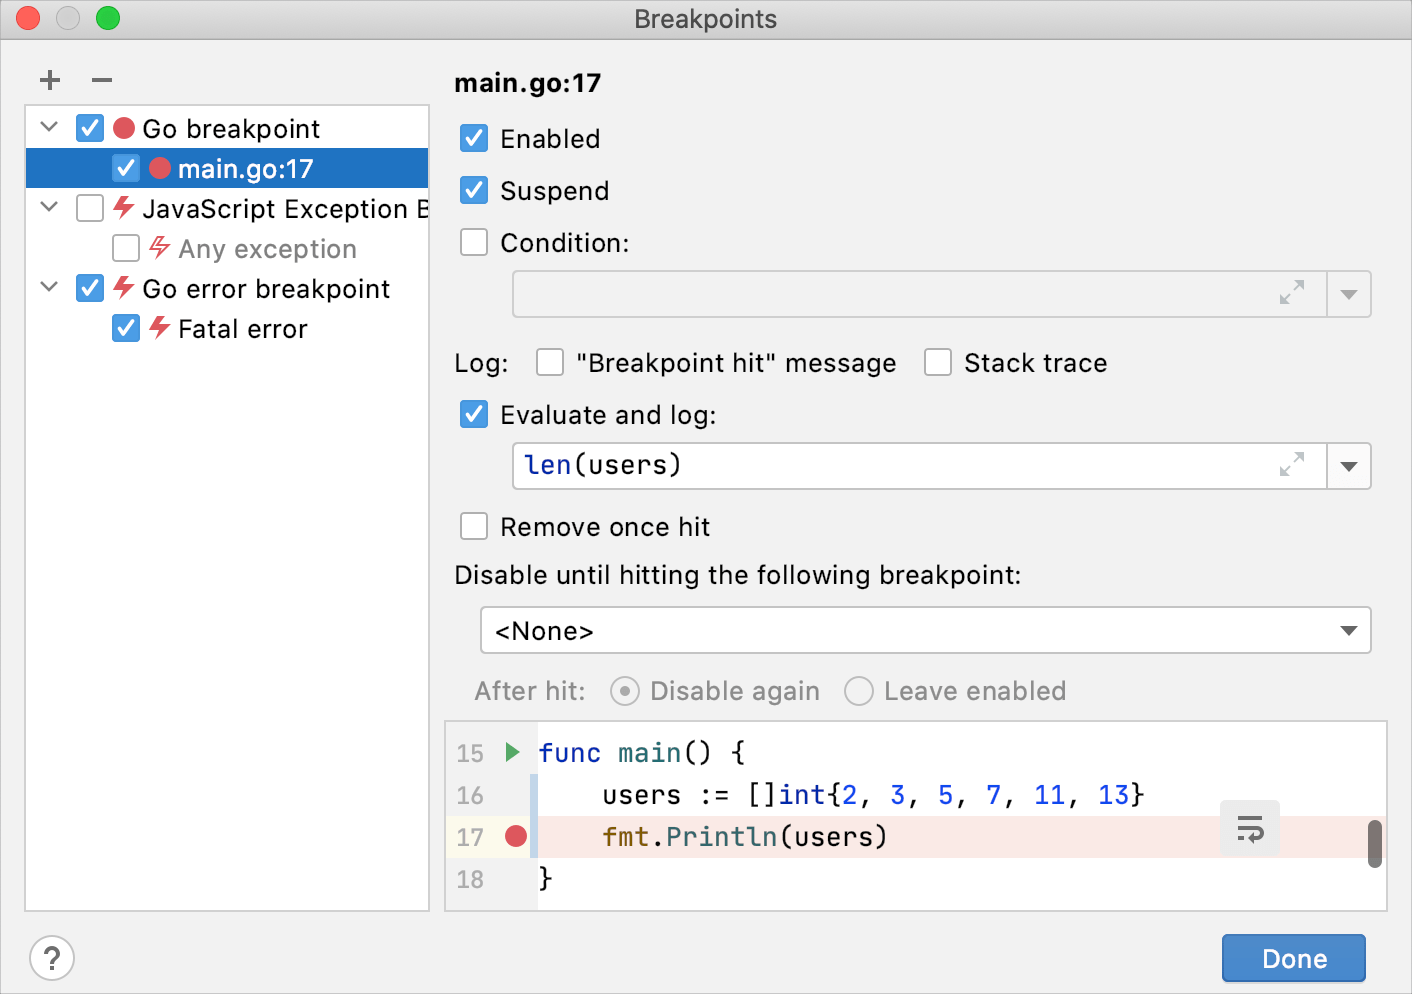 Breakpoints
Go breakpoint
main.go:17
JavaScript Exception B
Any exception
Go error breakpoint
Fatal error
main.go:17
Enabled
Suspend
Condition:
Log: "Breakpoint hit" message Stack trace
Evaluate and log:
len(users)
Remove once hit
Disable until hitting the following breakpoint:
<None>
After hit: Disable again Leave enabled
15 func main() {
16 users := []int{2, 3, 5, 7, 11, 13}
17 fmt.Println(users)
18 }
?
Done